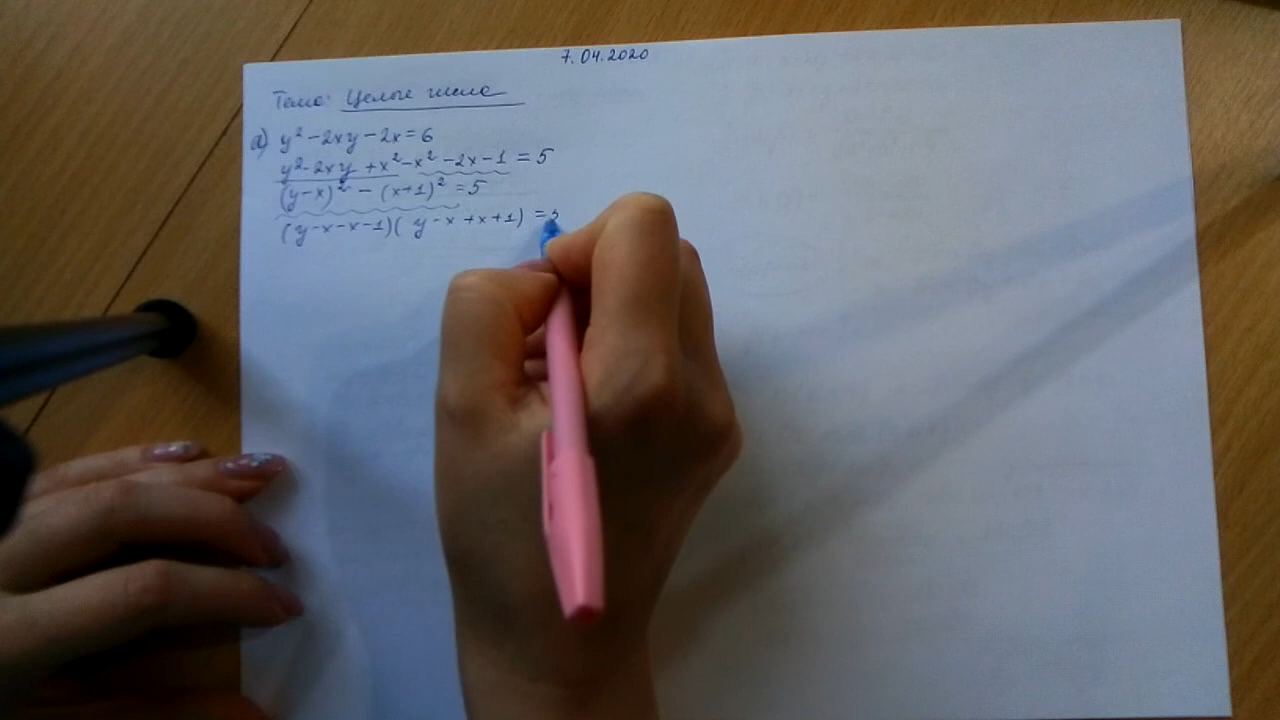 7.04.2020
Тема: Целые числа
а) y² - 2xy - 2x = 6
y² - 2xy + x² - x² - 2x - 1 = 5
(y-x)² - (x+1)² = 5
(y-x-x-1)(y-x+x+1) = 5